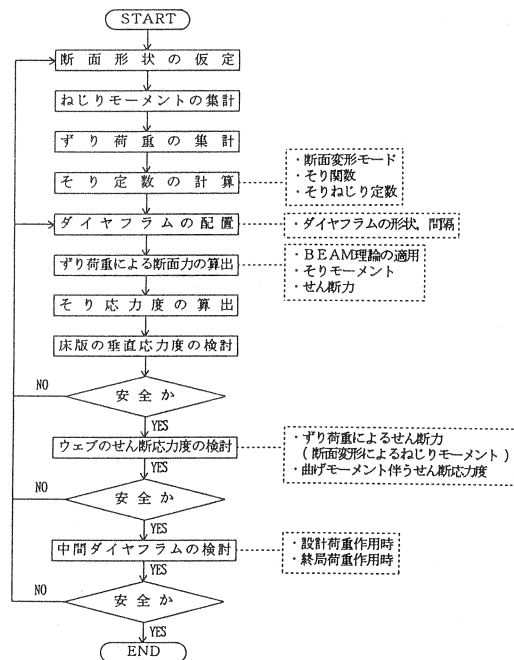 START
断面形状の仮定
ねじりモーメントの集計
ずり荷重の集計
そり定数の計算
・断面変形モード
・そり関数
・そりねじり定数
ダイヤフラムの配置
・ダイヤフラムの形状，間隔
ずり荷重による断面力の算出
・BEAM理論の適用
・そりモーメント
・せん断力
そり応力度の算出
床版の垂直応力度の検討
NO
安全か
YES
ウェブのせん断応力度の検討
・ずり荷重によるせん断力
(断面変形によるねじりモーメント)
・曲げモーメント伴うせん断応力度
YES
NO
安全か
YES
中間ダイヤフラムの検討
・設計荷重作用時
・終局荷重作用時
YES
NO
安全か
YES
END